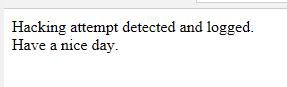 Hacking attempt detected and logged.
Have a nice day.